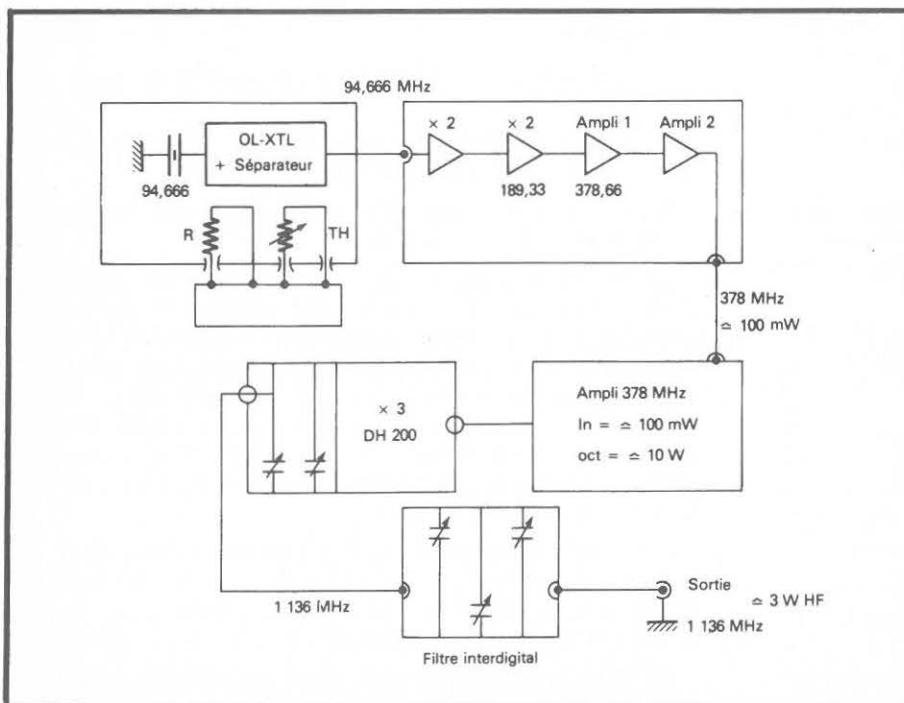 94,666 MHz
OL-XTL
+ Séparateur
94,666
R
TH
× 2
× 2
Ampli 1
Ampli 2
189,33
378,66
378 MHz
≏ 100 mW
× 3
DH 200
Ampli 378 MHz
In = ≏ 100 mW
oct = ≏ 10 W
1 136 MHz
Filtre interdigital
Sortie
≏ 3 W HF
1 136 MHz